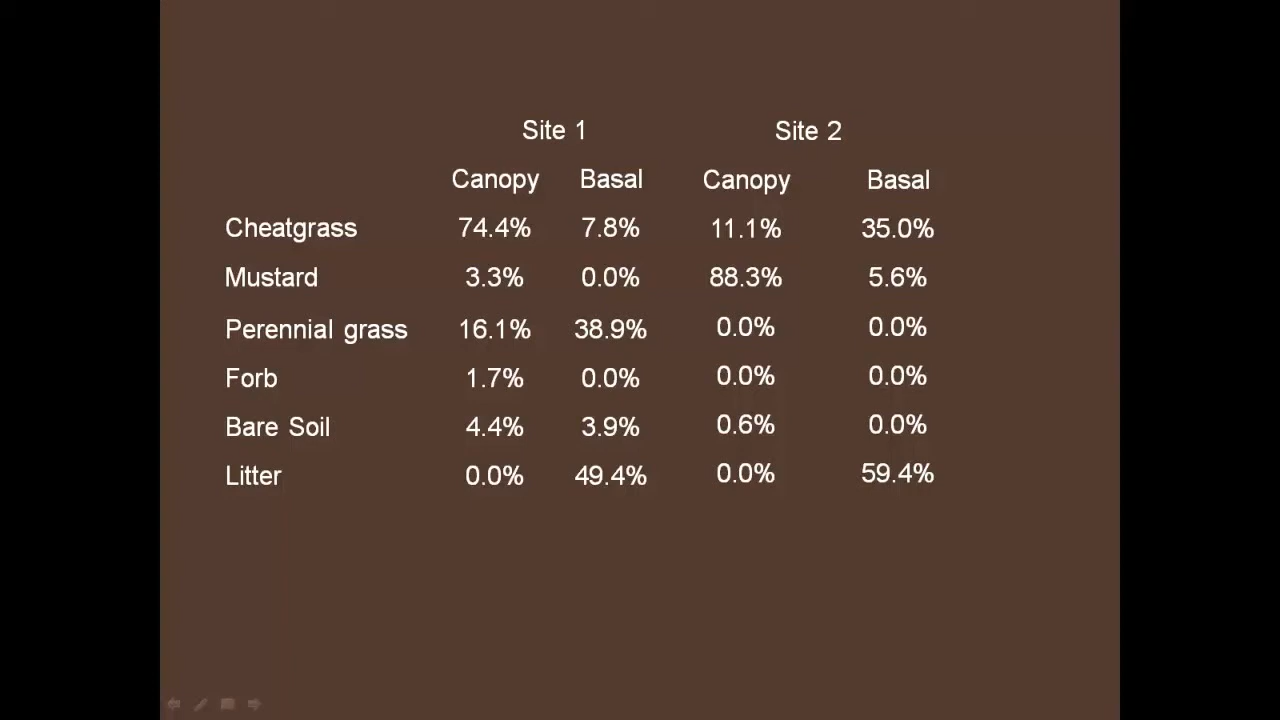 Site 1 Site 2
Canopy Basal Canopy Basal
Cheatgrass 74.4% 7.8% 11.1% 35.0%
Mustard 3.3% 0.0% 88.3% 5.6%
Perennial grass 16.1% 38.9% 0.0% 0.0%
Forb 1.7% 0.0% 0.0% 0.0%
Bare Soil 4.4% 3.9% 0.6% 0.0%
Litter 0.0% 49.4% 0.0% 59.4%